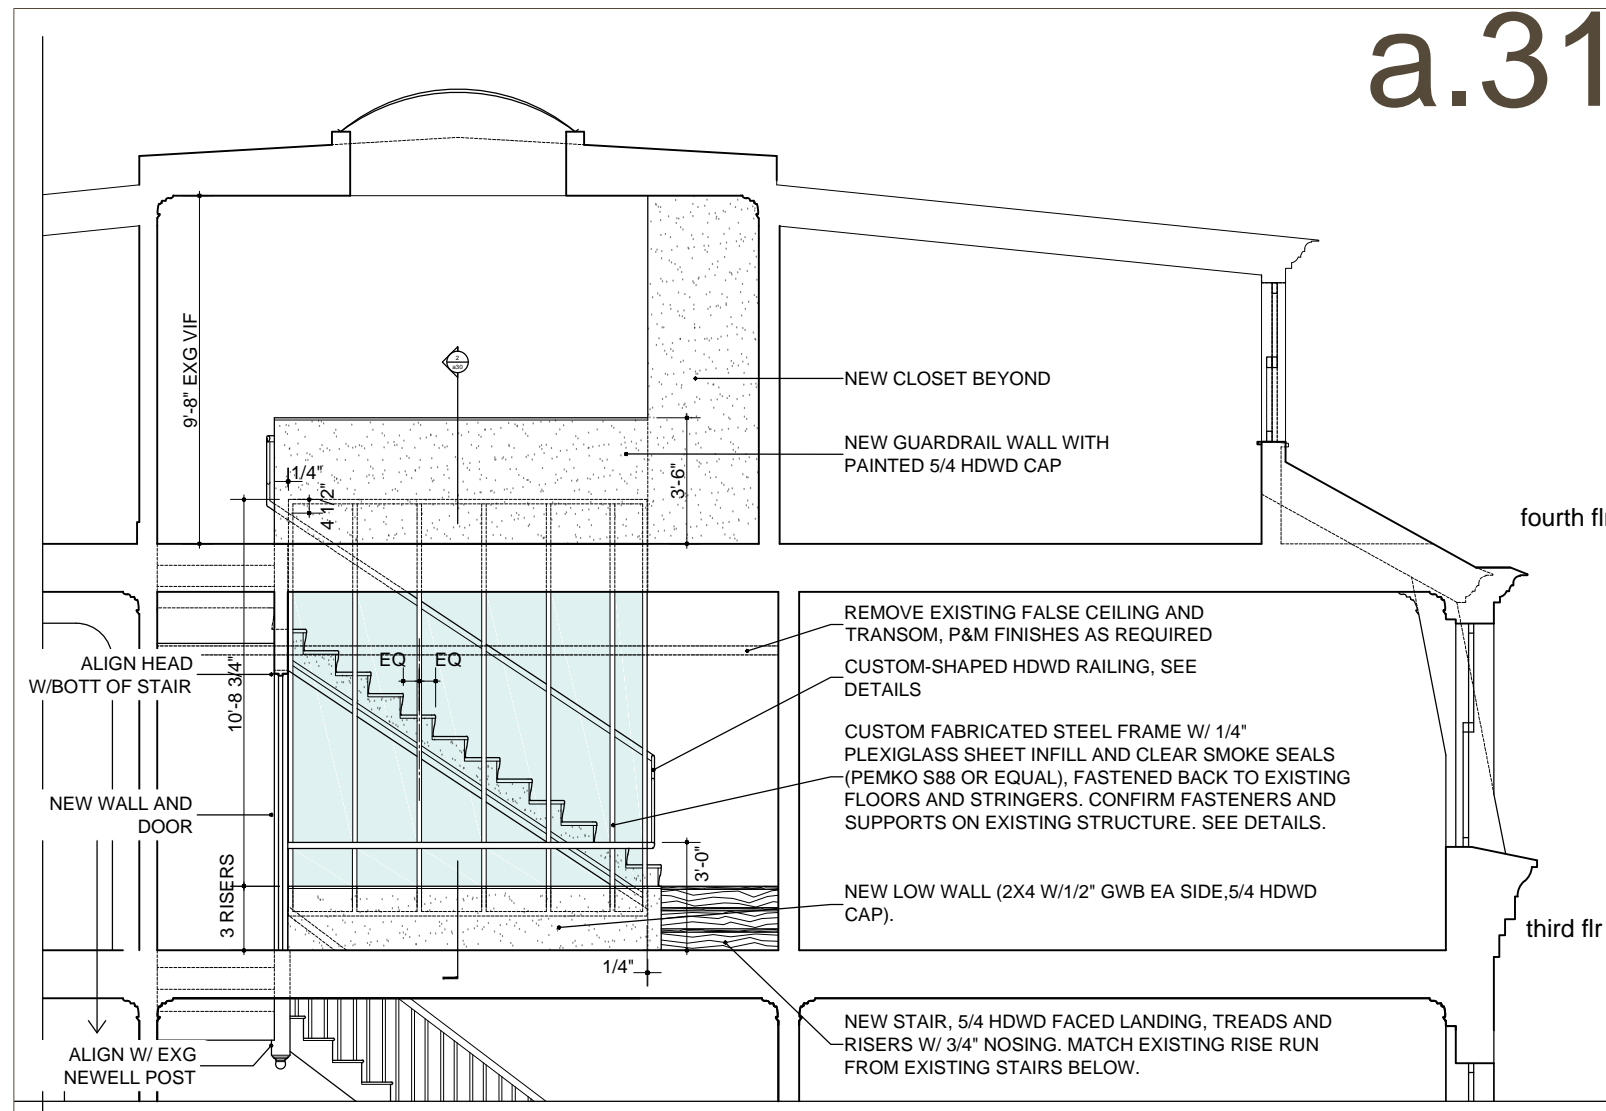 a.31
9'-8" EXG VIF
2
a30
NEW CLOSET BEYOND
NEW GUARDRAIL WALL WITH
PAINTED 5/4 HDWD CAP
1/4"
4 1/2"
3'-6"
fourth flr
REMOVE EXISTING FALSE CEILING AND
TRANSOM, P&M FINISHES AS REQUIRED
ALIGN HEAD
W/BOTT OF STAIR
10'-8 3/4"
EQ
EQ
CUSTOM-SHAPED HDWD RAILING, SEE
DETAILS
CUSTOM FABRICATED STEEL FRAME W/ 1/4"
PLEXIGLASS SHEET INFILL AND CLEAR SMOKE SEALS
(PEMKO S88 OR EQUAL), FASTENED BACK TO EXISTING
FLOORS AND STRINGERS. CONFIRM FASTENERS AND
SUPPORTS ON EXISTING STRUCTURE. SEE DETAILS.
NEW WALL AND
DOOR
3'-0"
3 RISERS
NEW LOW WALL (2X4 W/1/2" GWB EA SIDE,5/4 HDWD
CAP).
third flr
1/4"
NEW STAIR, 5/4 HDWD FACED LANDING, TREADS AND
RISERS W/ 3/4" NOSING. MATCH EXISTING RISE RUN
FROM EXISTING STAIRS BELOW.
ALIGN W/ EXG
NEWELL POST